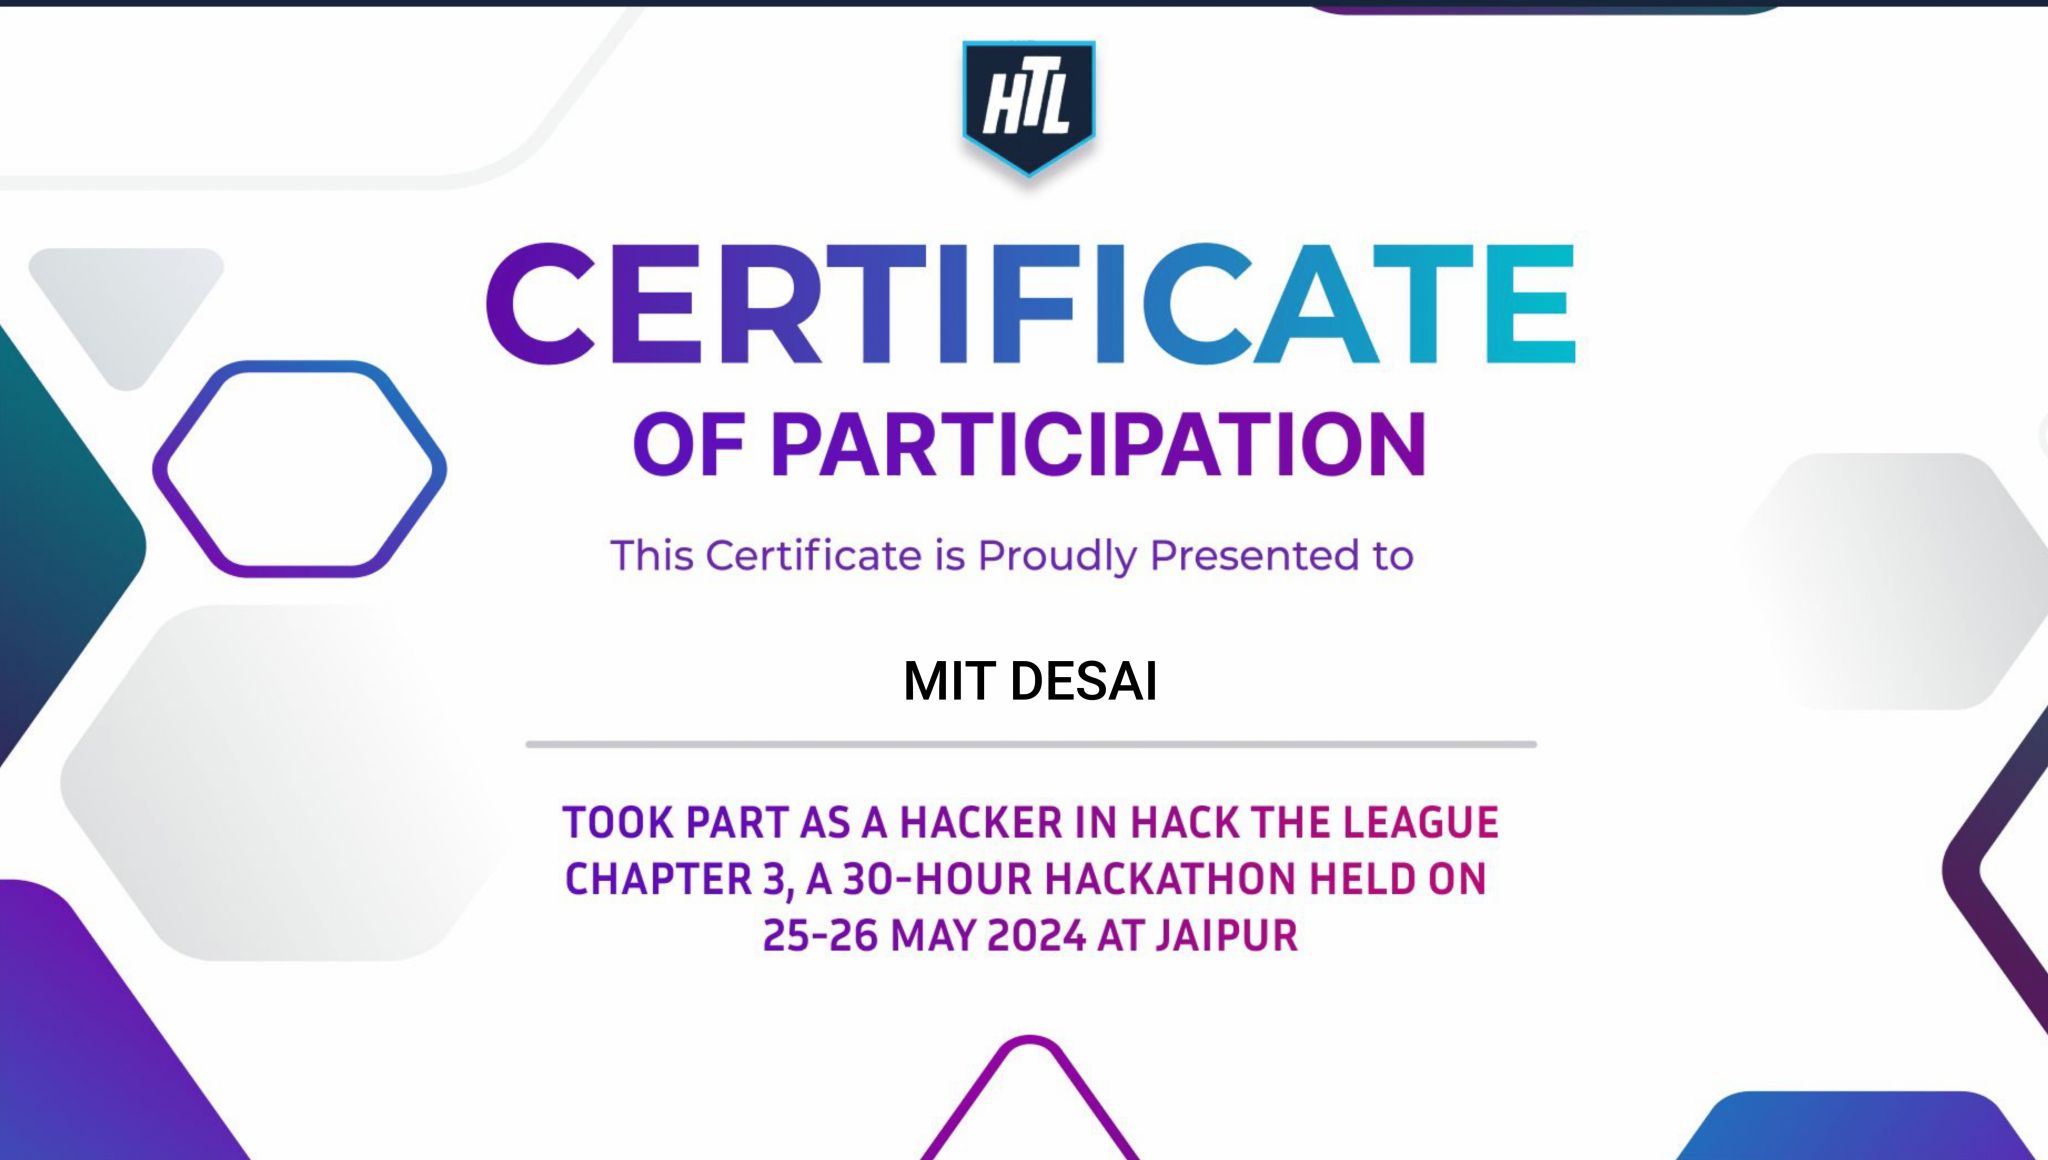 HTL
CERTIFICATE
OF PARTICIPATION
This Certificate is Proudly Presented to
MIT DESAI
TOOK PART AS A HACKER IN HACK THE LEAGUE
CHAPTER 3, A 30-HOUR HACKATHON HELD ON
25-26 MAY 2024 AT JAIPUR